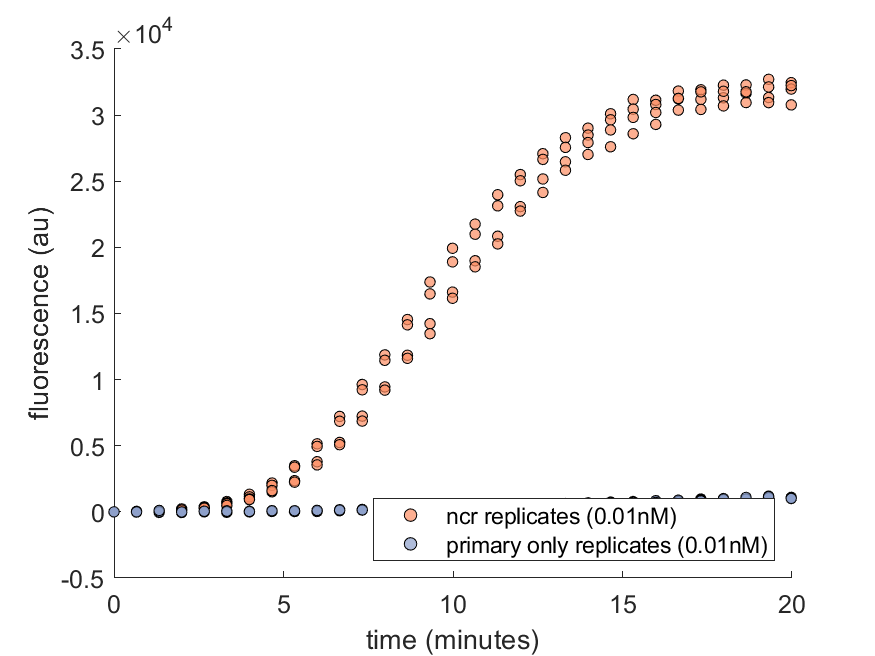 ×10⁴
3.5
3
2.5
2
1.5
1
0.5
0
-0.5
fluorescence (au)
ncr replicates (0.01nM)
primary only replicates (0.01nM)
0 5 10 15 20
time (minutes)